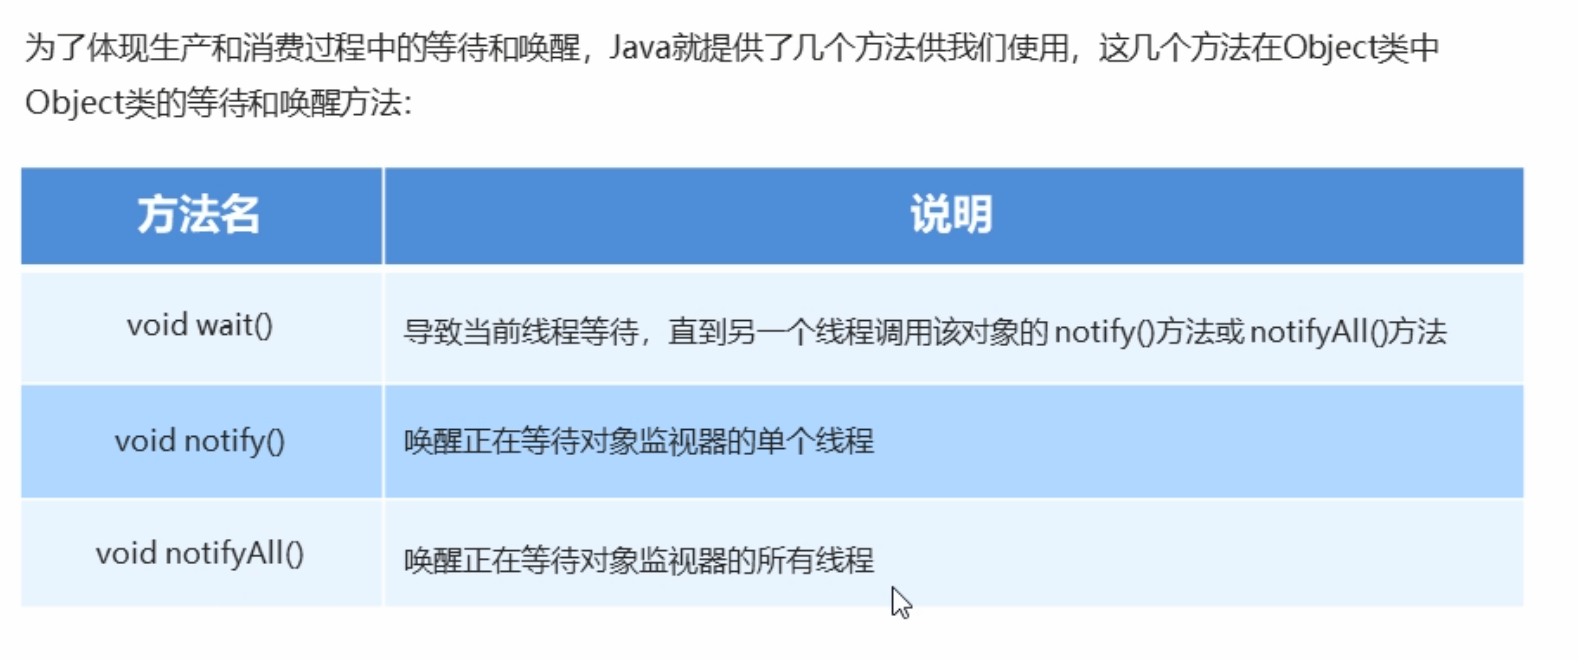 为了体现生产和消费过程中的等待和唤醒，Java就提供了几个方法供我们使用，这几个方法在Object类中
Object类的等待和唤醒方法：
方法名 说明
void wait() 导致当前线程等待，直到另一个线程调用该对象的 notify()方法或 notifyAll()方法
void notify() 唤醒正在等待对象监视器的单个线程
void notifyAll() 唤醒正在等待对象监视器的所有线程